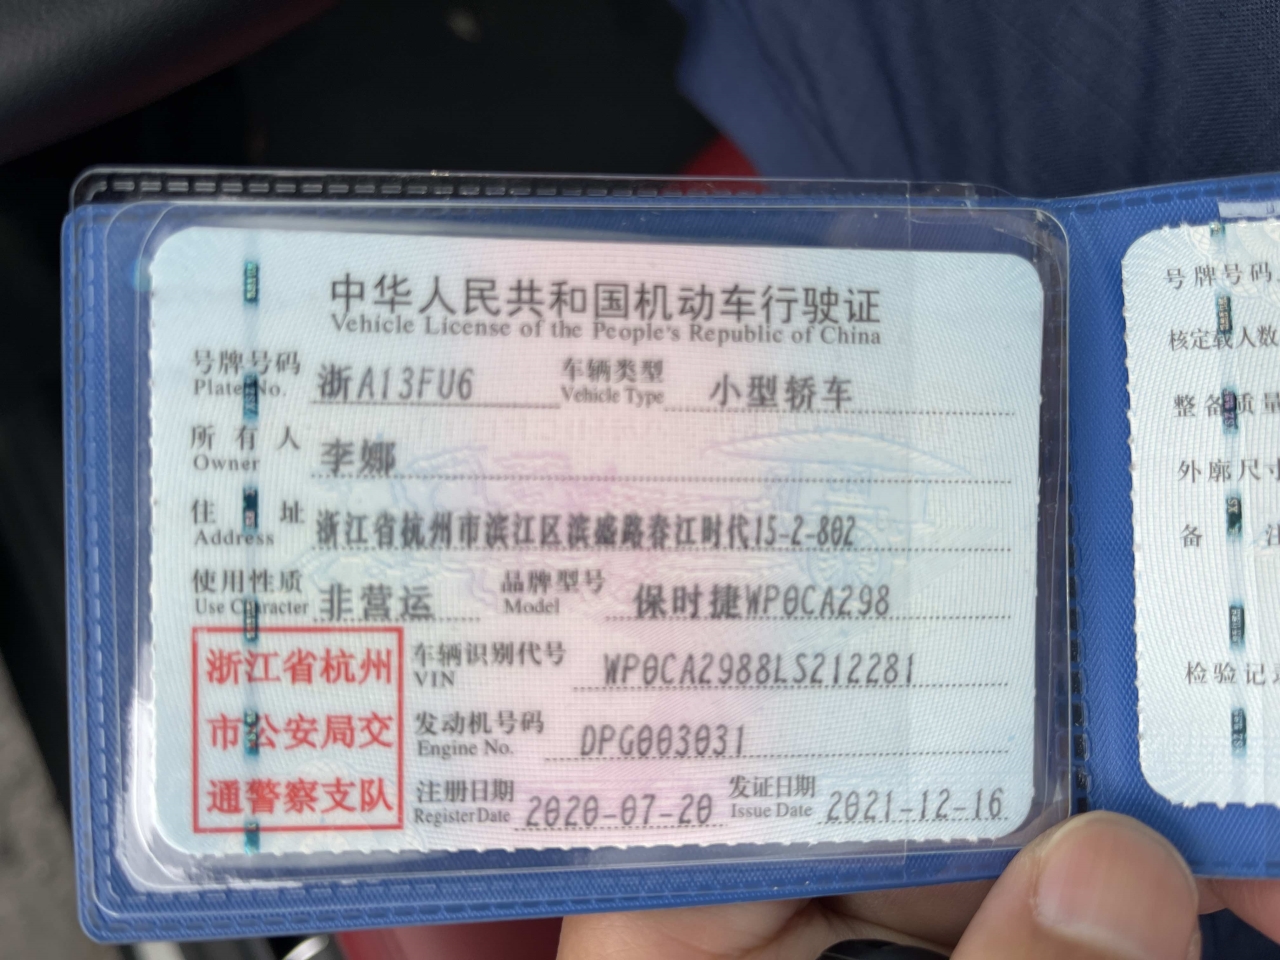 中华人民共和国机动车行驶证
Vehicle License of the People's Republic of China
号牌号码 浙A13FU6 车辆类型 小型轿车
Plate No. Vehicle Type
所有人 李娜
Owner
住址 浙江省杭州市滨江区滨盛路春江时代15-2-802
Address
使用性质 非营运 品牌型号 保时捷WP0CA298
Use Character Model
浙江省杭州
市公安局交
通警察支队
车辆识别代号 WP0CA2988LS212281
VIN
发动机号码 DPG003031
Engine No.
注册日期 2020-07-20 发证日期 2021-12-16
Register Date Issue Date
号牌号码
核定载人数
整备质量
外廓尺寸
备注
检验记